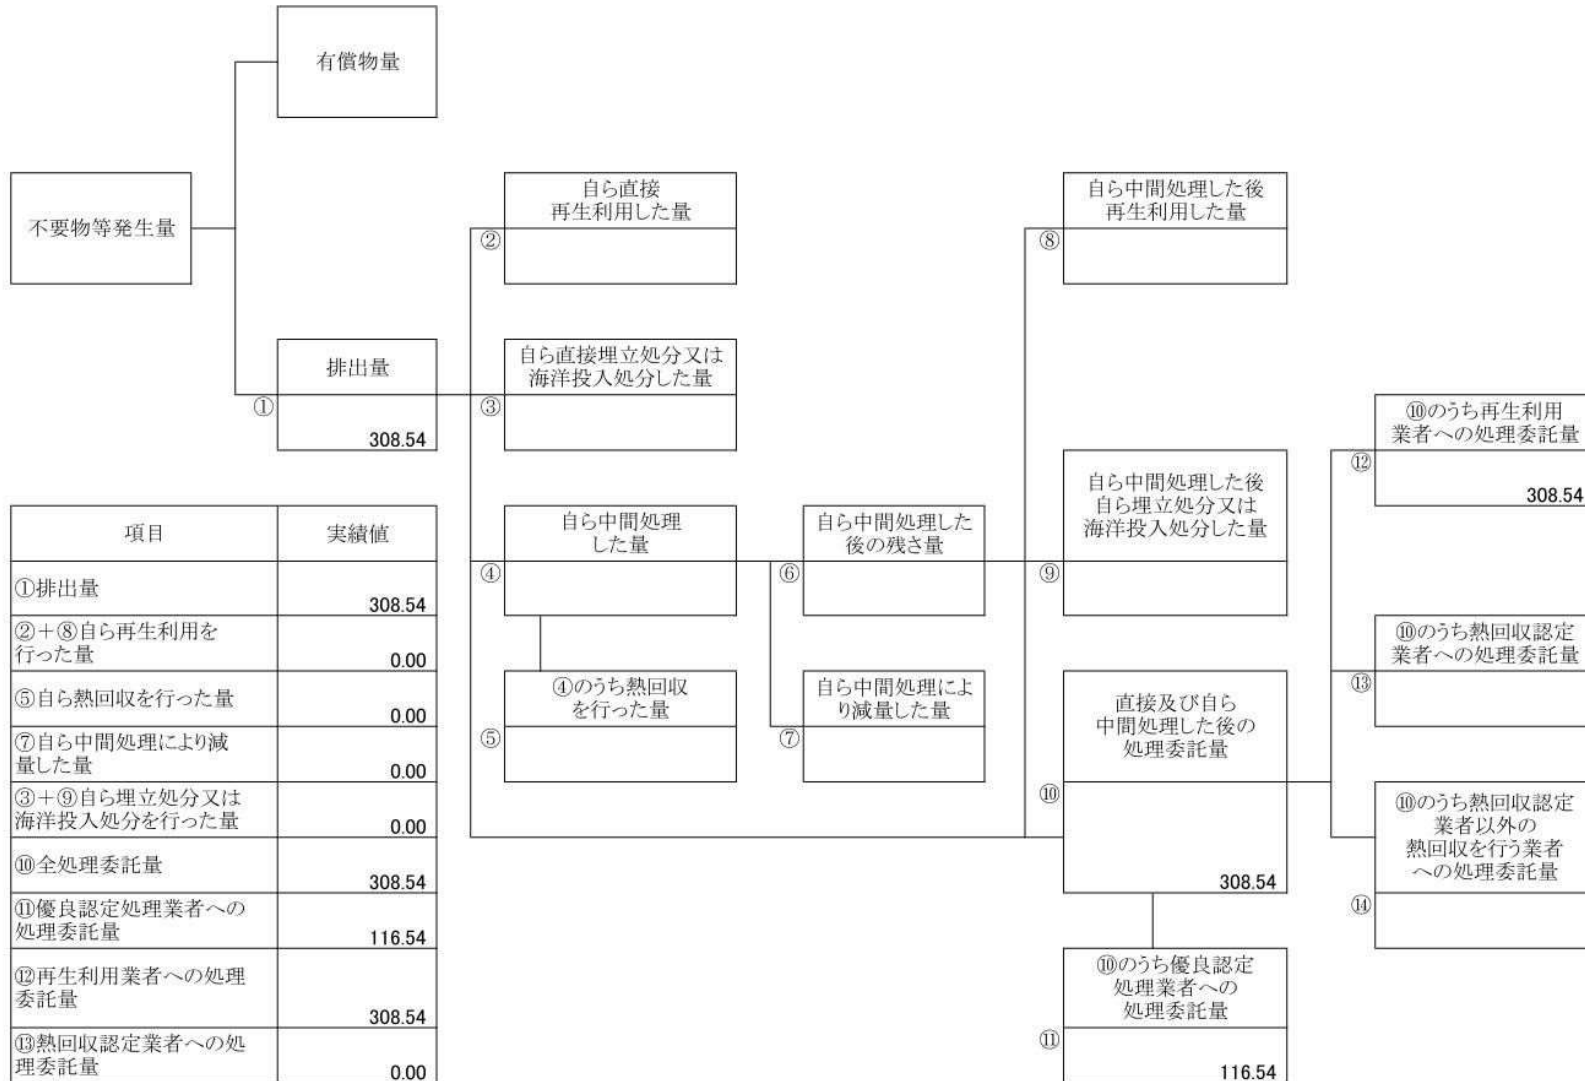 有償物量
不要物等発生量
自ら直接
再生利用した量
②
自ら中間処理した後
再生利用した量
⑧
排出量
①
308.54
自ら直接埋立処分又は
海洋投入処分した量
③
⑩のうち再生利用
業者への処理委託量
⑫
308.54
自ら中間処理
した量
④
自ら中間処理した
後の残さ量
⑥
自ら中間処理した後
自ら埋立処分又は
海洋投入処分した量
⑨
④のうち熱回収
を行った量
⑤
自ら中間処理によ
り減量した量
⑦
直接及び自ら
中間処理した後の
処理委託量
⑩
308.54
⑩のうち熱回収認定
業者への処理委託量
⑬
⑩のうち熱回収認定
業者以外の
熱回収を行う業者
への処理委託量
⑭
⑩のうち優良認定
処理業者への
処理委託量
⑪
116.54
項目 実績値
①排出量
308.54
②＋⑧自ら再生利用を
行った量
0.00
⑤自ら熱回収を行った量
0.00
⑦自ら中間処理により減
量した量
0.00
③＋⑨自ら埋立処分又は
海洋投入処分を行った量
0.00
⑩全処理委託量
308.54
⑪優良認定処理業者への
処理委託量
116.54
⑫再生利用業者への処理
委託量
308.54
⑬熱回収認定業者への処
理委託量
0.00